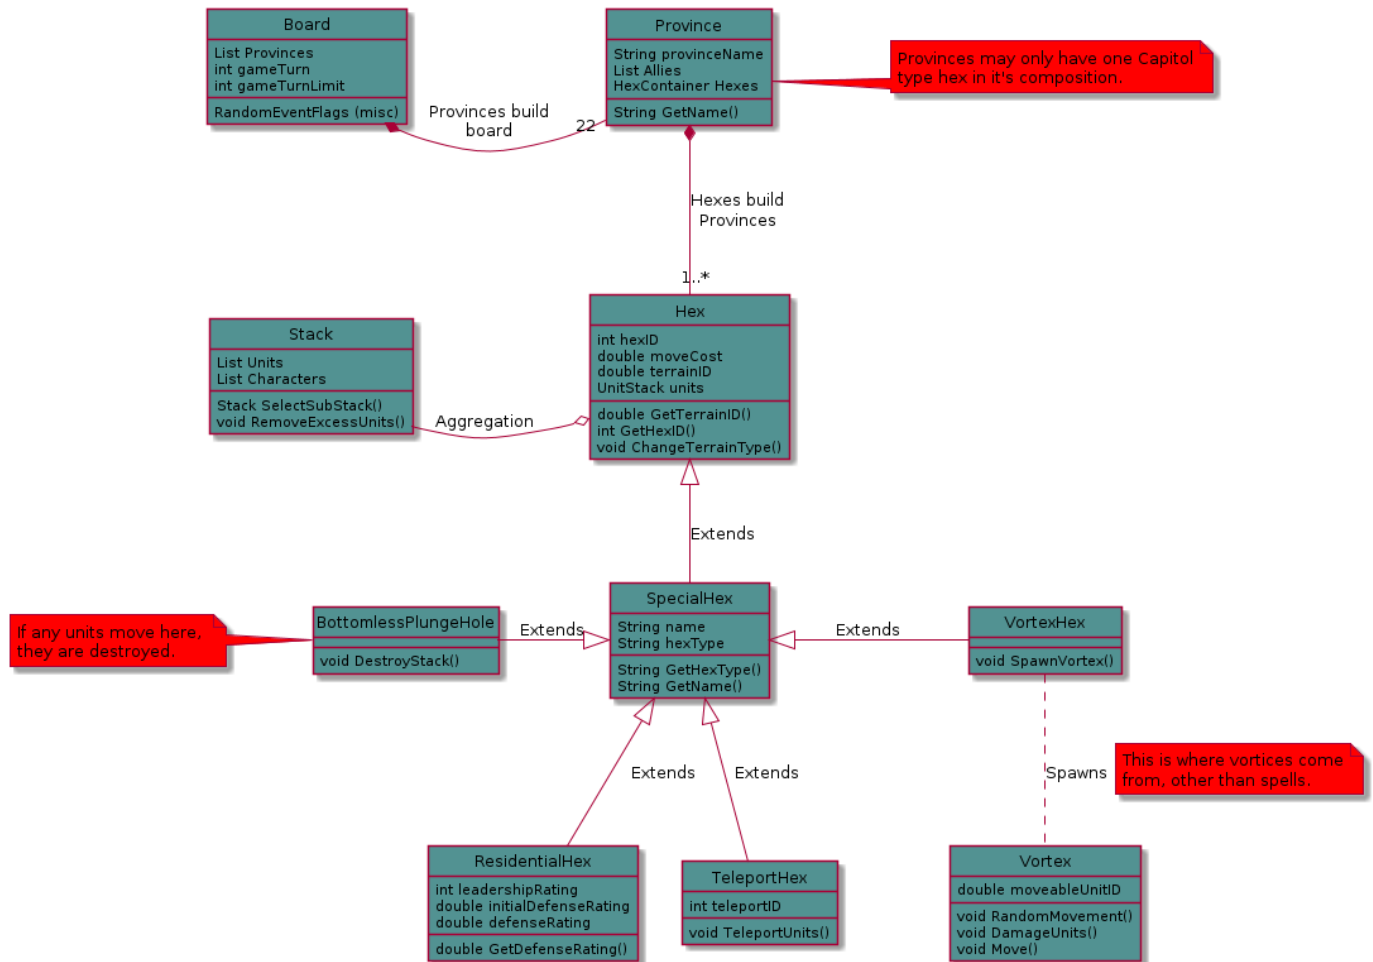 Board
List Provinces
int gameTurn
int gameTurnLimit
RandomEventFlags (misc)
Province
String provinceName
List Allies
HexContainer Hexes
String GetName()
Provinces may only have one Capitol
type hex in it's composition.
Provinces build
board
22
Hexes build
Provinces
1..*
Stack
List Units
List Characters
Stack SelectSubStack()
void RemoveExcessUnits()
Aggregation
Hex
int hexID
double moveCost
double terrainID
UnitStack units
double GetTerrainID()
int GetHexID()
void ChangeTerrainType()
Extends
If any units move here,
they are destroyed.
BottomlessPlungeHole
void DestroyStack()
Extends
SpecialHex
String name
String hexType
String GetHexType()
String GetName()
Extends
VortexHex
void SpawnVortex()
Extends
Extends
Spawns
This is where vortices come
from, other than spells.
ResidentialHex
int leadershipRating
double initialDefenseRating
double defenseRating
double GetDefenseRating()
TeleportHex
int teleportID
void TeleportUnits()
Vortex
double moveableUnitID
void RandomMovement()
void DamageUnits()
void Move()